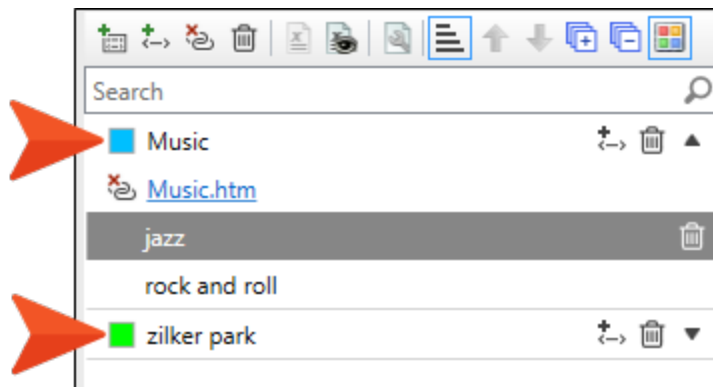 Search
Music
Music.htm
jazz
rock and roll
zilker park